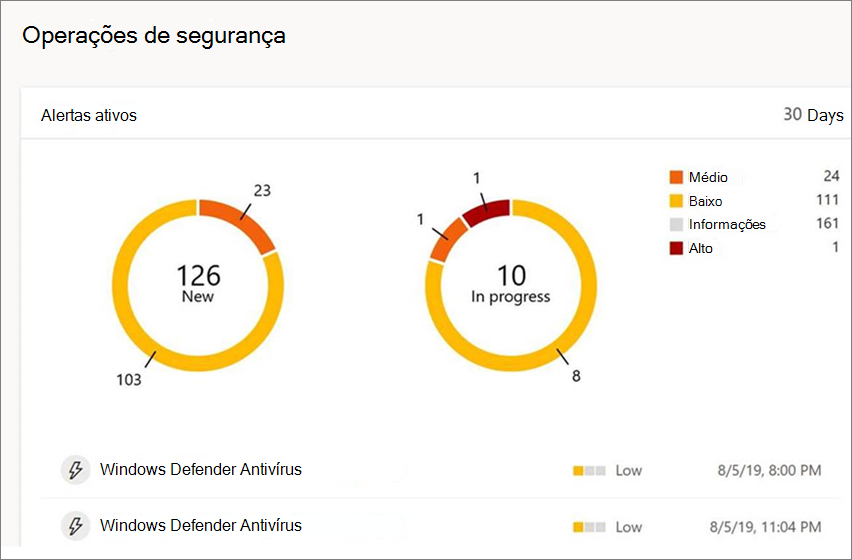 Operações de segurança
Alertas ativos
30 Days
23
126
New
103
1
1
10
In progress
8
Médio 24
Baixo 111
Informações 161
Alto 1
Windows Defender Antivírus Low 8/5/19, 8:00 PM
Windows Defender Antivírus Low 8/5/19, 11:04 PM